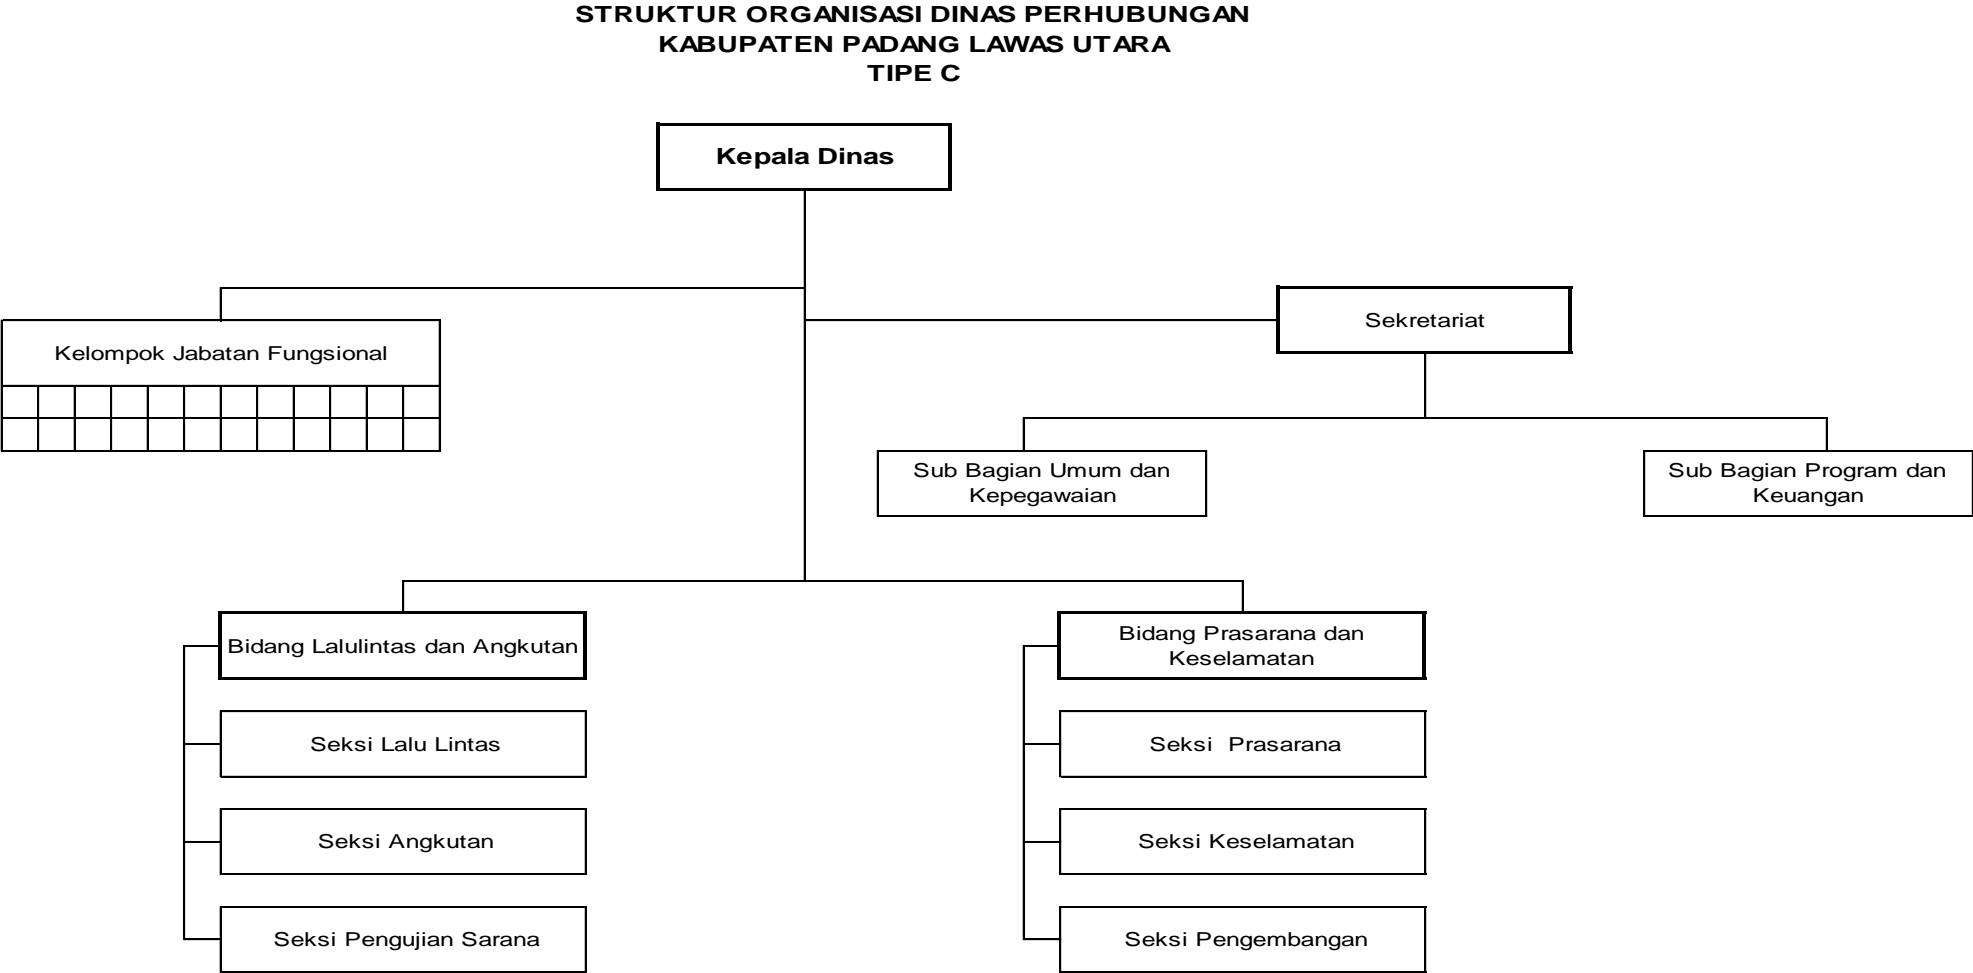 STRUKTUR ORGANISASI DINAS PERHUBUNGAN
KABUPATEN PADANG LAWAS UTARA
TIPE C
Kepala Dinas
Sekretariat
Kelompok Jabatan Fungsional
Sub Bagian Umum dan
Kepegawaian
Sub Bagian Program dan
Keuangan
Bidang Lalulintas dan Angkutan
Bidang Prasarana dan
Keselamatan
Seksi Lalu Lintas
Seksi Prasarana
Seksi Angkutan
Seksi Keselamatan
Seksi Pengujian Sarana
Seksi Pengembangan